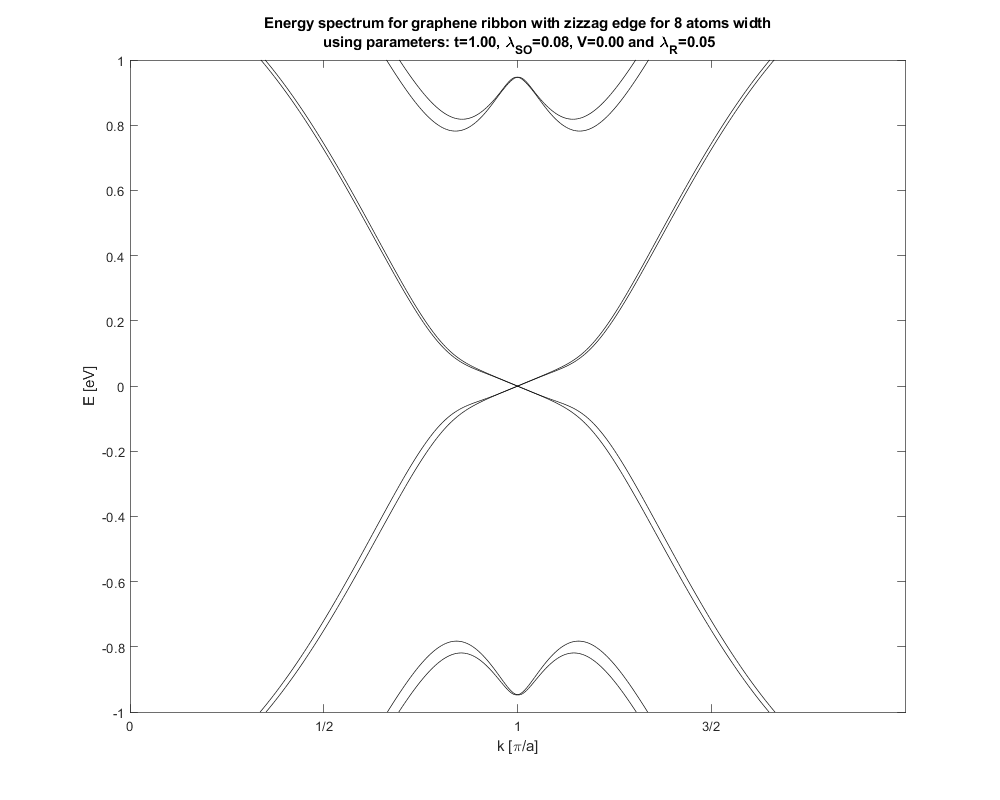 Energy spectrum for graphene ribbon with zizzag edge for 8 atoms width
using parameters: t=1.00, λ_SO=0.08, V=0.00 and λ_R=0.05
1
0.8
0.6
0.4
0.2
0
-0.2
-0.4
-0.6
-0.8
-1
E [eV]
0 1/2 1 3/2
k [π/a]